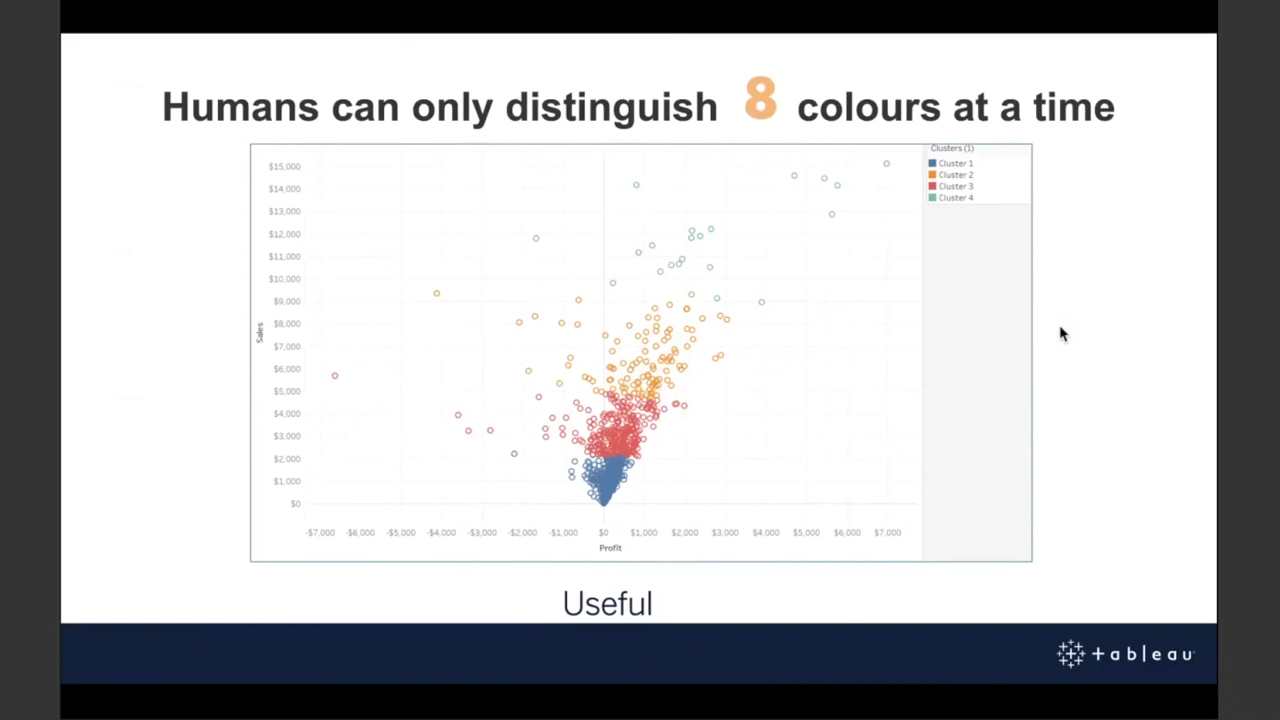 Humans can only distinguish 8 colours at a time
Clusters (1)
Cluster 1
Cluster 2
Cluster 3
Cluster 4
$15,000
$14,000
$13,000
$12,000
$11,000
$10,000
$9,000
$8,000
$7,000
$6,000
$5,000
$4,000
$3,000
$2,000
$1,000
$0
Sales
-$7,000 -$6,000 -$5,000 -$4,000 -$3,000 -$2,000 -$1,000 $0 $1,000 $2,000 $3,000 $4,000 $5,000 $6,000 $7,000
Profit
Useful
+ableau